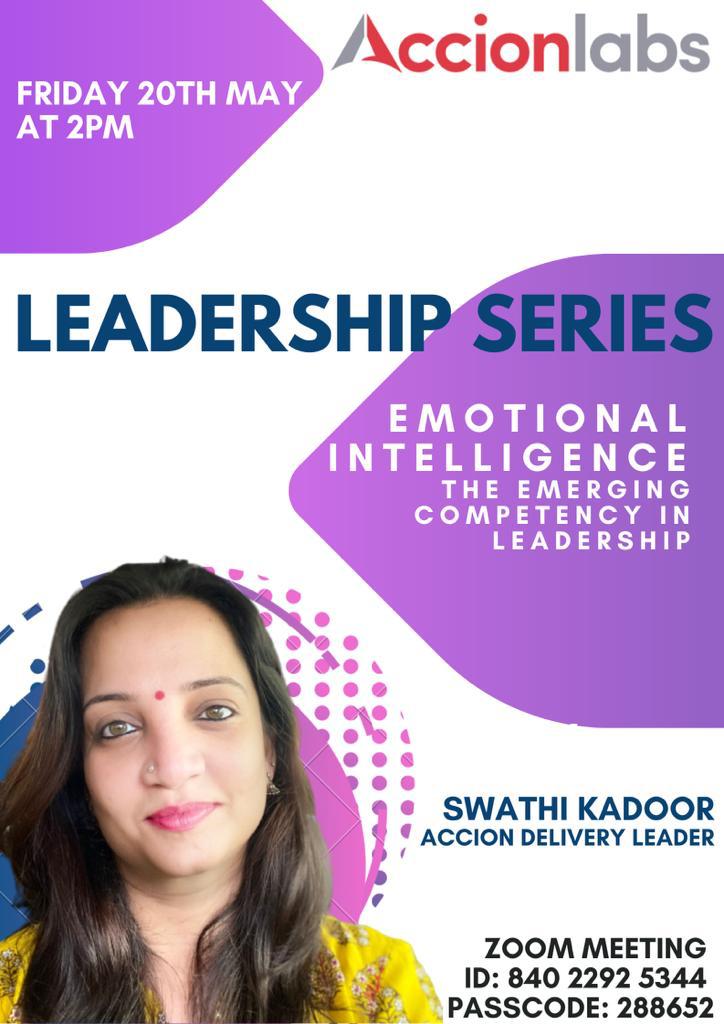 Accionlabs
FRIDAY 20TH MAY
AT 2PM
LEADERSHIP SERIES
EMOTIONAL
INTELLIGENCE
THE EMERGING
COMPETENCY IN
LEADERSHIP
SWATHI KADOOR
ACCION DELIVERY LEADER
ZOOM MEETING
ID: 840 2292 5344
PASSCODE: 288652